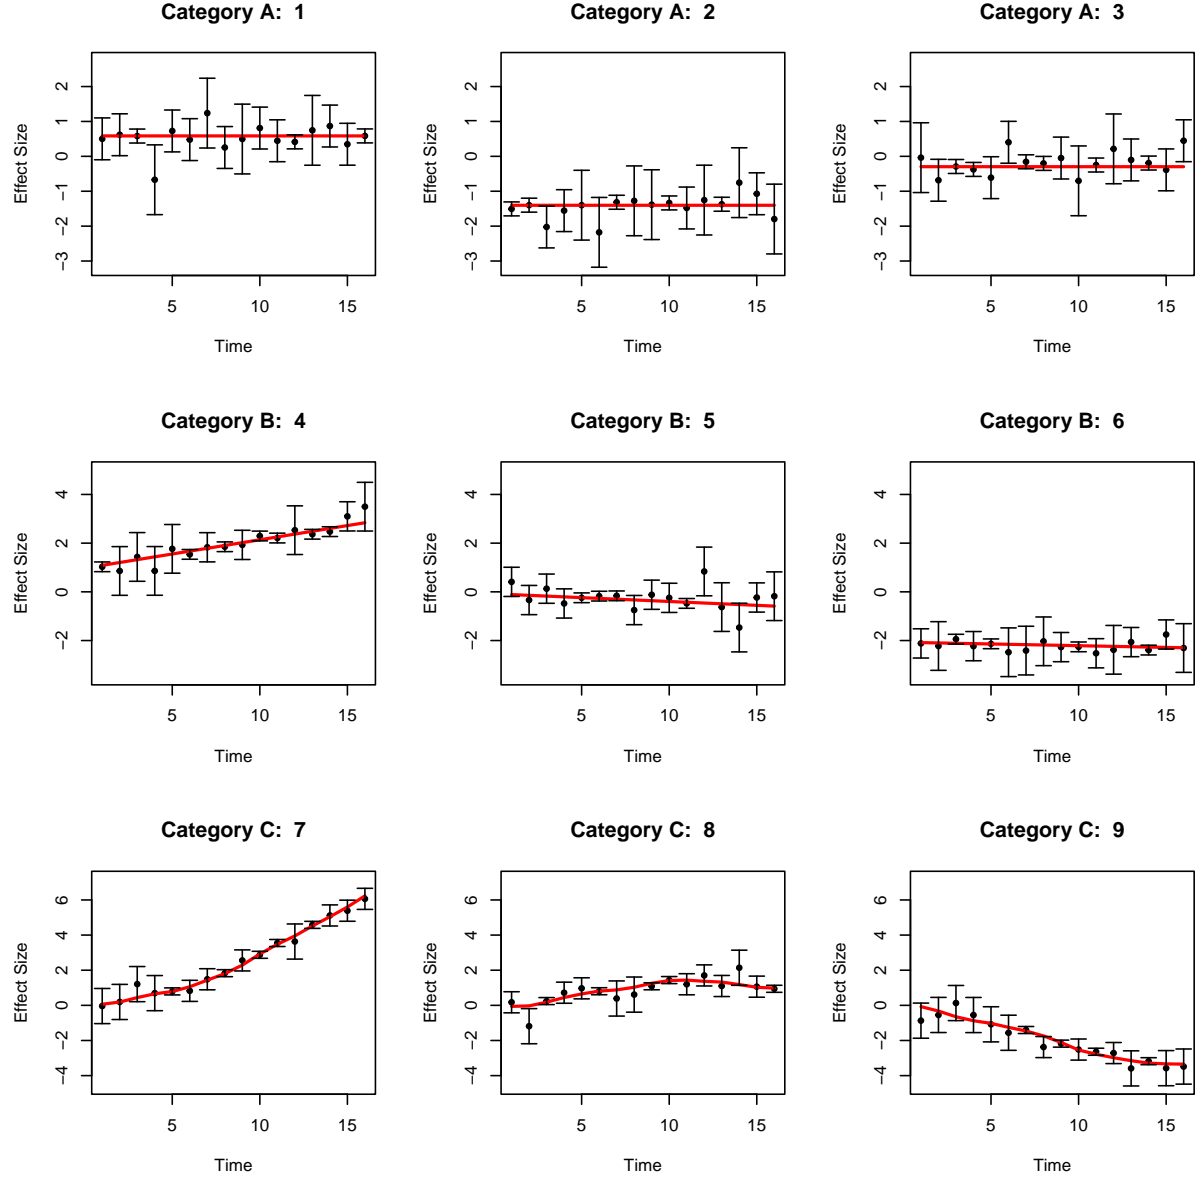 Category A:  1
Effect Size
2
1
0
−1
−2
−3
5
10
15
Time
Category A:  2
Effect Size
2
1
0
−1
−2
−3
5
10
15
Time
Category A:  3
Effect Size
2
1
0
−1
−2
−3
5
10
15
Time
Category B:  4
Effect Size
4
2
0
−2
5
10
15
Time
Category B:  5
Effect Size
4
2
0
−2
5
10
15
Time
Category B:  6
Effect Size
4
2
0
−2
5
10
15
Time
Category C:  7
Effect Size
6
4
2
0
−2
−4
5
10
15
Time
Category C:  8
Effect Size
6
4
2
0
−2
−4
5
10
15
Time
Category C:  9
Effect Size
6
4
2
0
−2
−4
5
10
15
Time